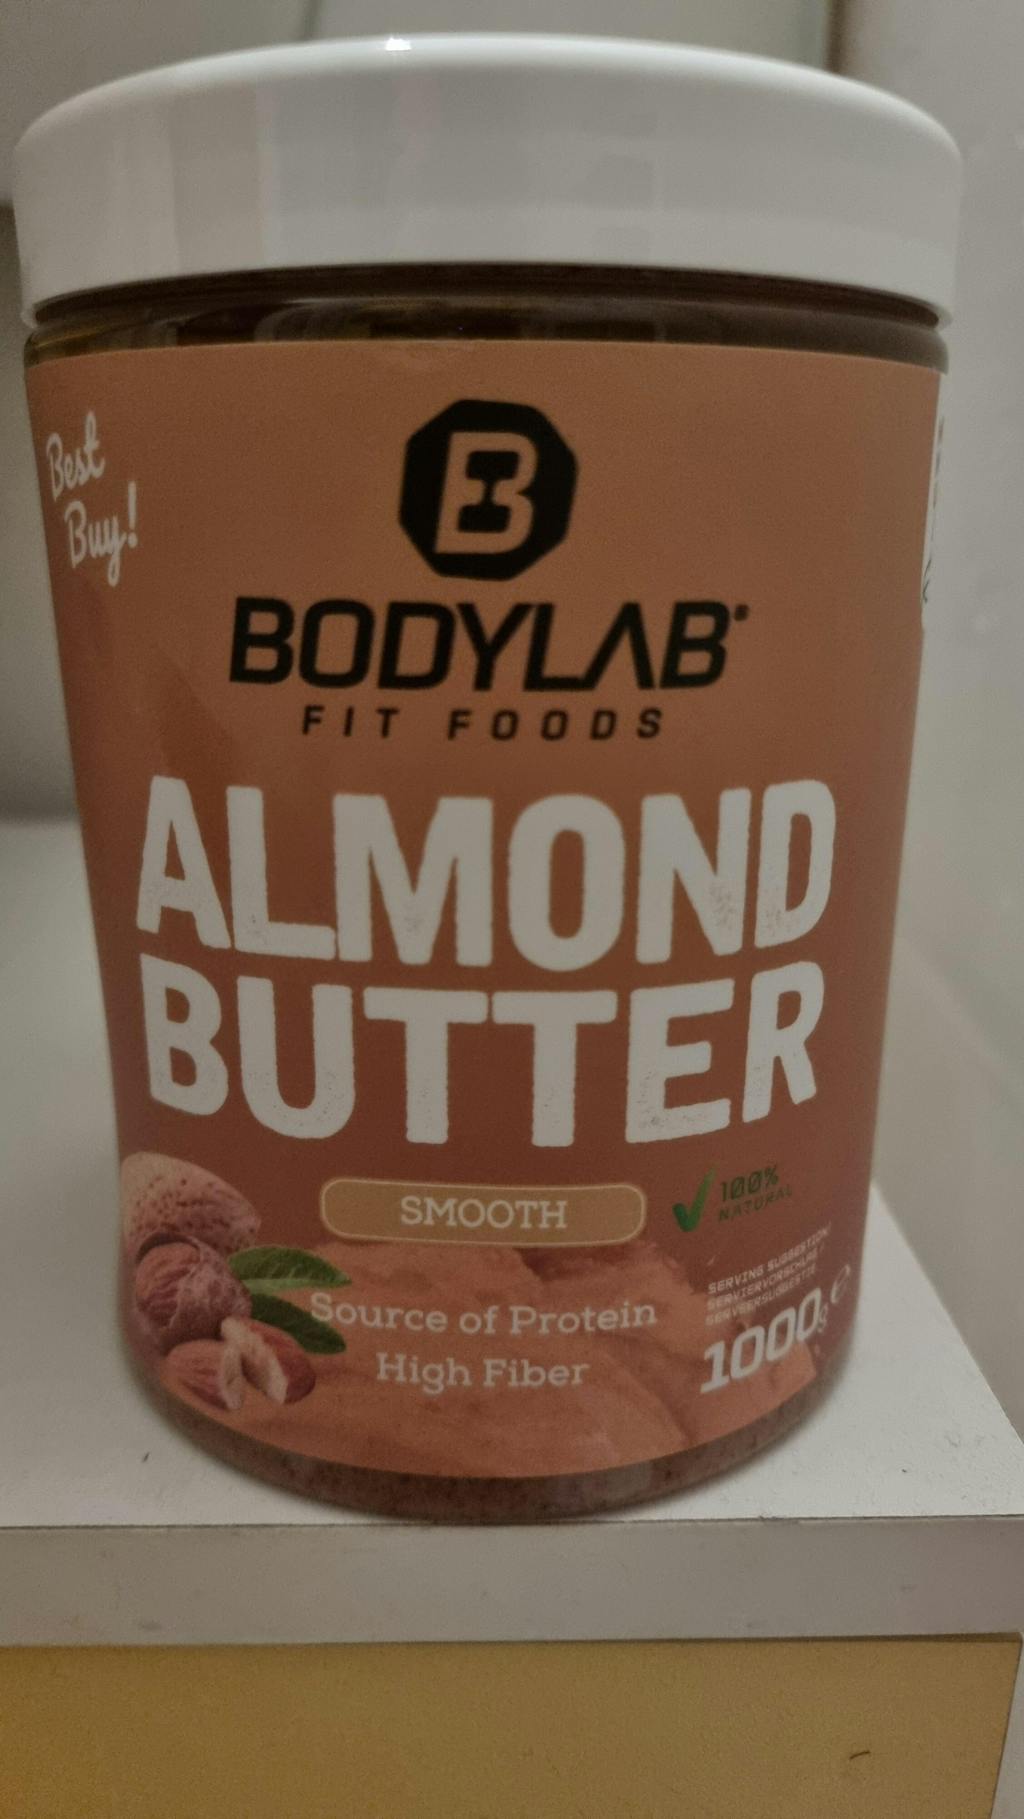 Best
Buy!
B
BODYLAB®
FIT FOODS
ALMOND
BUTTER
SMOOTH
100%
NATURAL
Source of Protein
High Fiber
SERVING SUGGESTION/
SERVIERVORSCHLAG/
SERVEERSUGGESTIE
1000g e